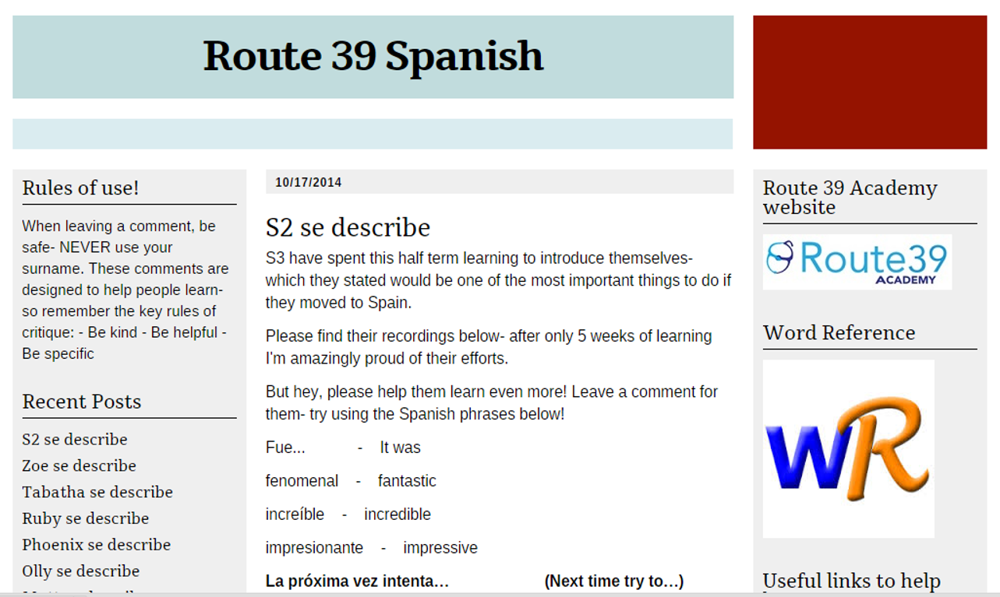 Route 39 Spanish
Rules of use!
When leaving a comment, be
safe- NEVER use your
surname. These comments are
designed to help people learn-
so remember the key rules of
critique: - Be kind - Be helpful -
Be specific
Recent Posts
S2 se describe
Zoe se describe
Tabatha se describe
Ruby se describe
Phoenix se describe
Olly se describe
10/17/2014
S2 se describe
S3 have spent this half term learning to introduce themselves-
which they stated would be one of the most important things to do if
they moved to Spain.
Please find their recordings below- after only 5 weeks of learning
I'm amazingly proud of their efforts.
But hey, please help them learn even more! Leave a comment for
them- try using the Spanish phrases below!
Fue... - It was
fenomenal - fantastic
increíble - incredible
impresionante - impressive
La próxima vez intenta… (Next time try to…)
Route 39 Academy
website
Route39
ACADEMY
Word Reference
WR
Useful links to help